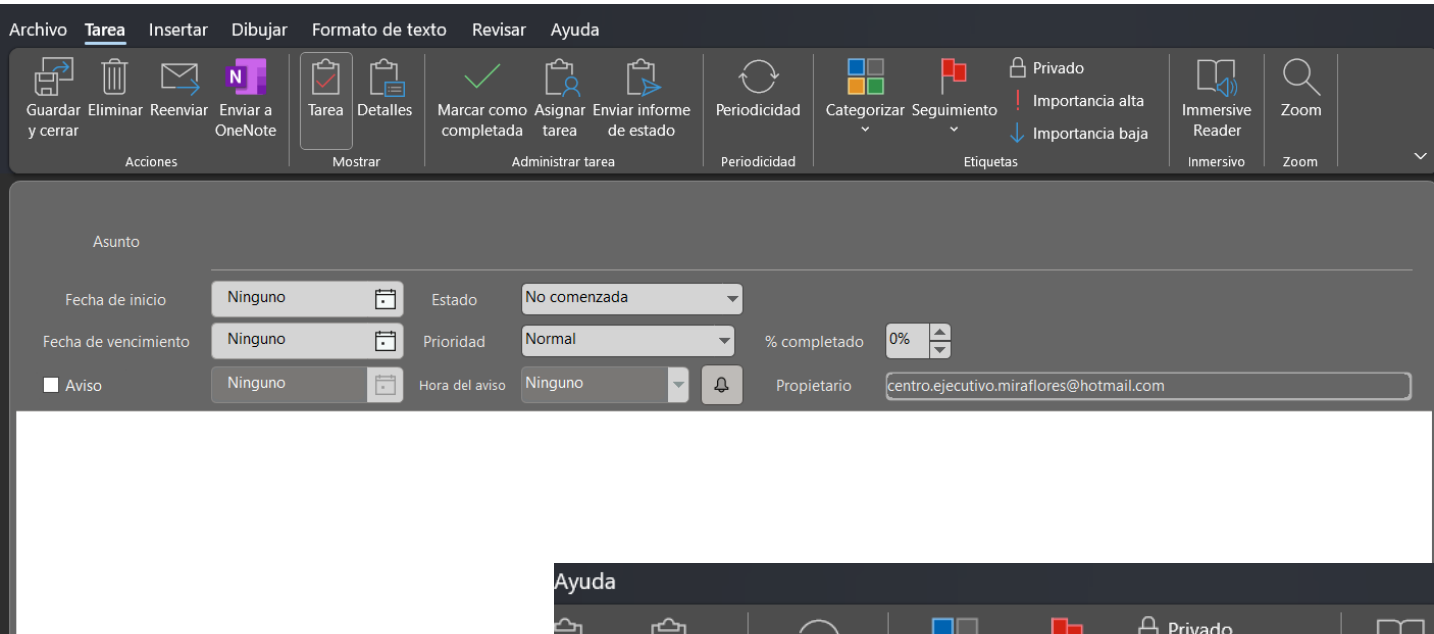 Archivo Tarea Insertar Dibujar Formato de texto Revisar Ayuda
Guardar y cerrar
Eliminar
Reenviar
Enviar a OneNote
Acciones
Tarea
Detalles
Mostrar
Marcar como completada
Asignar tarea
Enviar informe de estado
Administrar tarea
Periodicidad
Periodicidad
Categorizar
Seguimiento
Privado
Importancia alta
Importancia baja
Etiquetas
Immersive Reader
Inmersivo
Zoom
Zoom
Asunto
Fecha de inicio Ninguno Estado No comenzada
Fecha de vencimiento Ninguno Prioridad Normal % completado 0%
Aviso Ninguno Hora del aviso Ninguno Propietario centro.ejecutivo.miraflores@hotmail.com
Ayuda
Privado